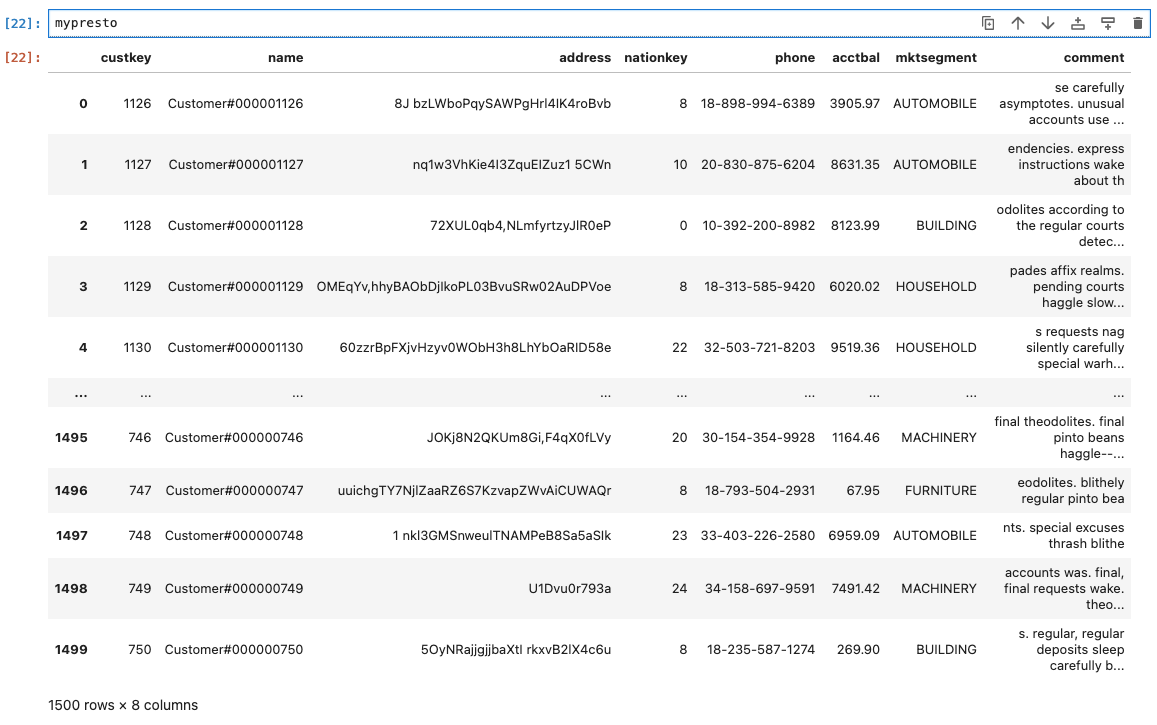 [22]: mypresto
[22]: custkey name address nationkey phone acctbal mktsegment comment
0 1126 Customer#000001126 8J bzLWboPqySAWPgHrl4IK4roBvb 8 18-898-994-6389 3905.97 AUTOMOBILE se carefully
asymptotes. unusual
accounts use ...
1 1127 Customer#000001127 nq1w3VhKie4I3ZquEIZuz1 5CWn 10 20-830-875-6204 8631.35 AUTOMOBILE endencies. express
instructions wake
about th
2 1128 Customer#000001128 72XUL0qb4,NLmfyrtzyJlR0eP 0 10-392-200-8982 8123.99 BUILDING odolites according to
the regular courts
detec...
3 1129 Customer#000001129 OMEqYv,hhyBAObDjIkoPL03BvuSRw02AuDPVoe 8 18-313-585-9420 6020.02 HOUSEHOLD pades affix realms.
pending courts
haggle slow...
4 1130 Customer#000001130 60zzrBpFXjvHzyv0WObH3h8LhYbOaRID58e 22 32-503-721-8203 9519.36 HOUSEHOLD s requests nag
silently carefully
special warh...
... ... ... ... ... ... ... ... ...
1495 746 Customer#000000746 JOKj8N2QKUm8Gi,F4qX0fLVy 20 30-154-354-9928 1164.46 MACHINERY final theodolites. final
pinto beans
haggle--...
1496 747 Customer#000000747 uuichgTY7NjlZaaRZ6S7KzvapZWvAiCUWAQr 8 18-793-504-2931 67.95 FURNITURE eodolites. blithely
regular pinto bea
1497 748 Customer#000000748 1 nkl3GMSnweulTNAMPeB8Sa5aSlk 23 33-403-226-2580 6959.09 AUTOMOBILE nts. special excuses
thrash blithe
1498 749 Customer#000000749 U1Dvu0r793a 24 34-158-697-9591 7491.42 MACHINERY accounts was. final,
final requests wake.
theo...
1499 750 Customer#000000750 5OyNRajjgjjbaXtI rkxvB2lX4c6u 8 18-235-587-1274 269.90 BUILDING s. regular, regular
deposits sleep
carefully b...
1500 rows × 8 columns